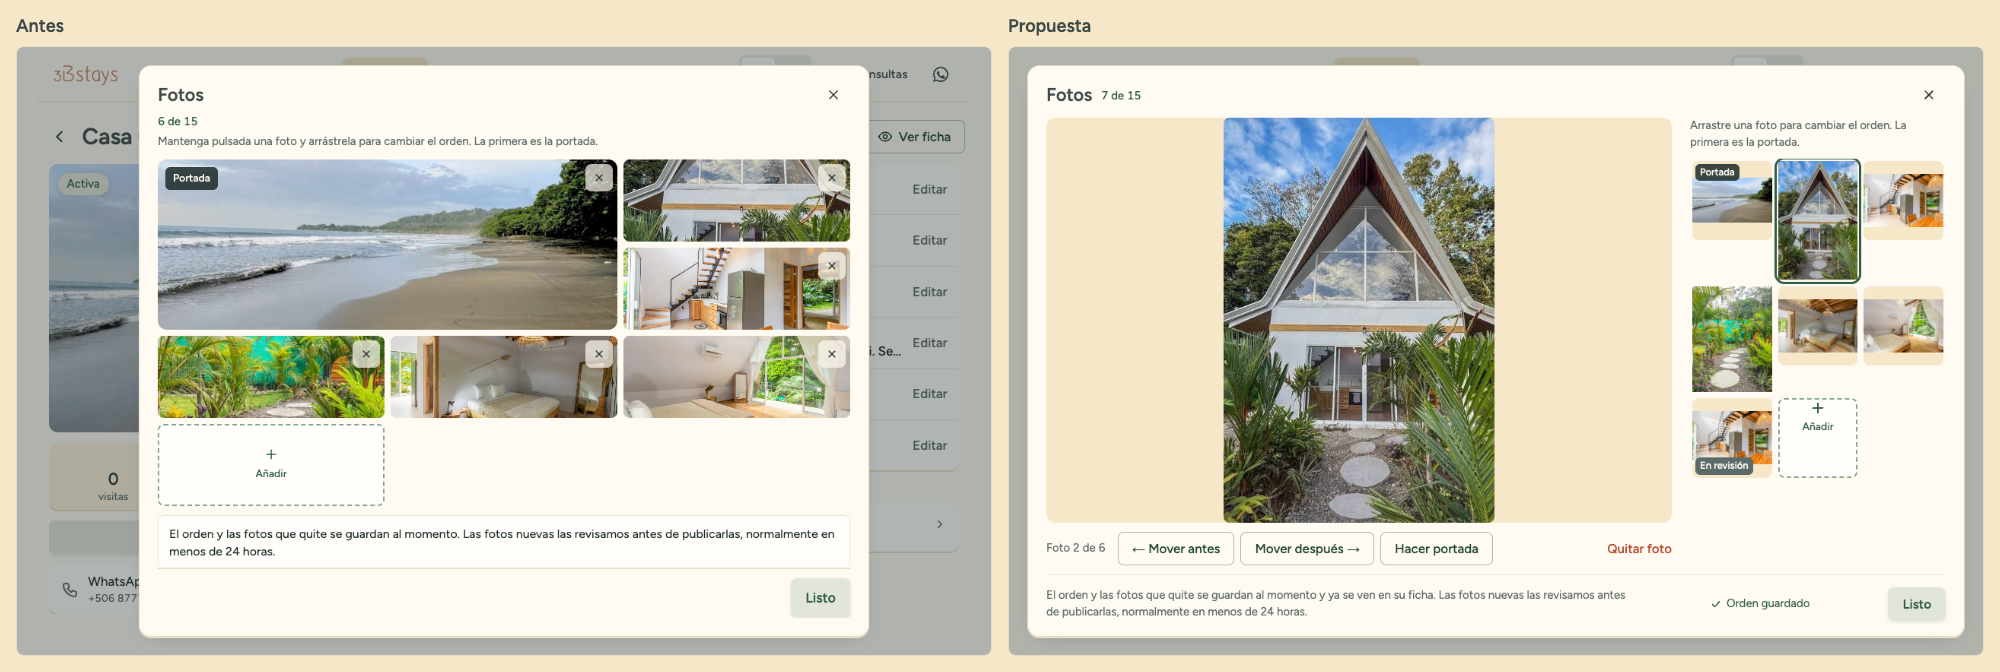 Antes
3Bstays
nsultas
Casa
Ver ficha
Activa
Editar
Editar
Editar
i. Se...
Editar
Editar
Editar
0
visitas
WhatsAp
+506 877
Fotos
6 de 15
Mantenga pulsada una foto y arrástrela para cambiar el orden. La primera es la portada.
Portada
Añadir
El orden y las fotos que quite se guardan al momento. Las fotos nuevas las revisamos antes de publicarlas, normalmente en
menos de 24 horas.
Listo
Propuesta
Fotos 7 de 15
Arrastre una foto para cambiar el orden. La
primera es la portada.
Portada
En revisión
Añadir
Foto 2 de 6
← Mover antes
Mover después →
Hacer portada
Quitar foto
El orden y las fotos que quite se guardan al momento y ya se ven en su ficha. Las fotos nuevas las revisamos antes
de publicarlas, normalmente en menos de 24 horas.
Orden guardado
Listo